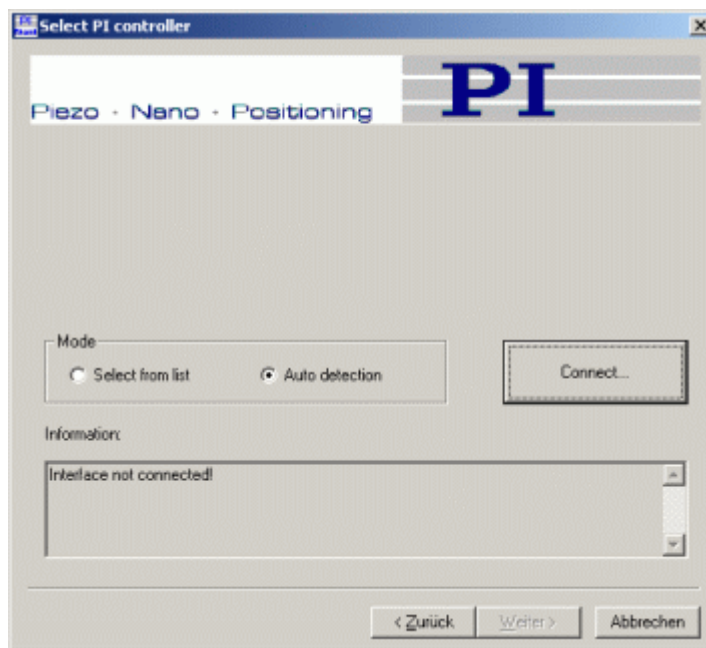 Select PI controller
PI
Piezo - Nano - Positioning
Mode
Select from list
Auto detection
Connect...
Information:
Interface not connected!
< Zurück
Weiter >
Abbrechen